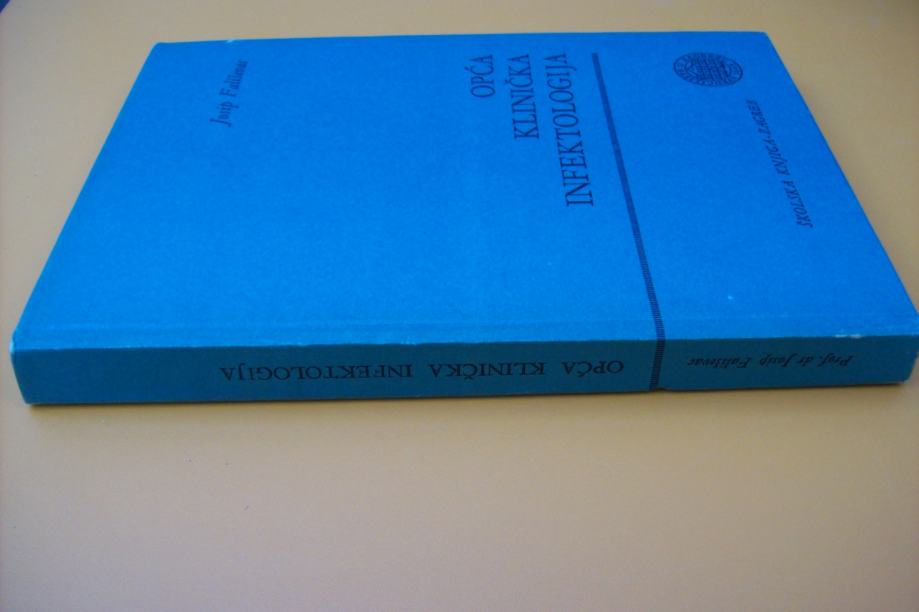 Josip Fališevac
OPĆA
KLINIČKA
INFEKTOLOGIJA
ŠKOLSKA KNJIGA-ZAGREB
OPĆA KLINIČKA INFEKTOLOGIJA
Prof. dr Josip Fališevac